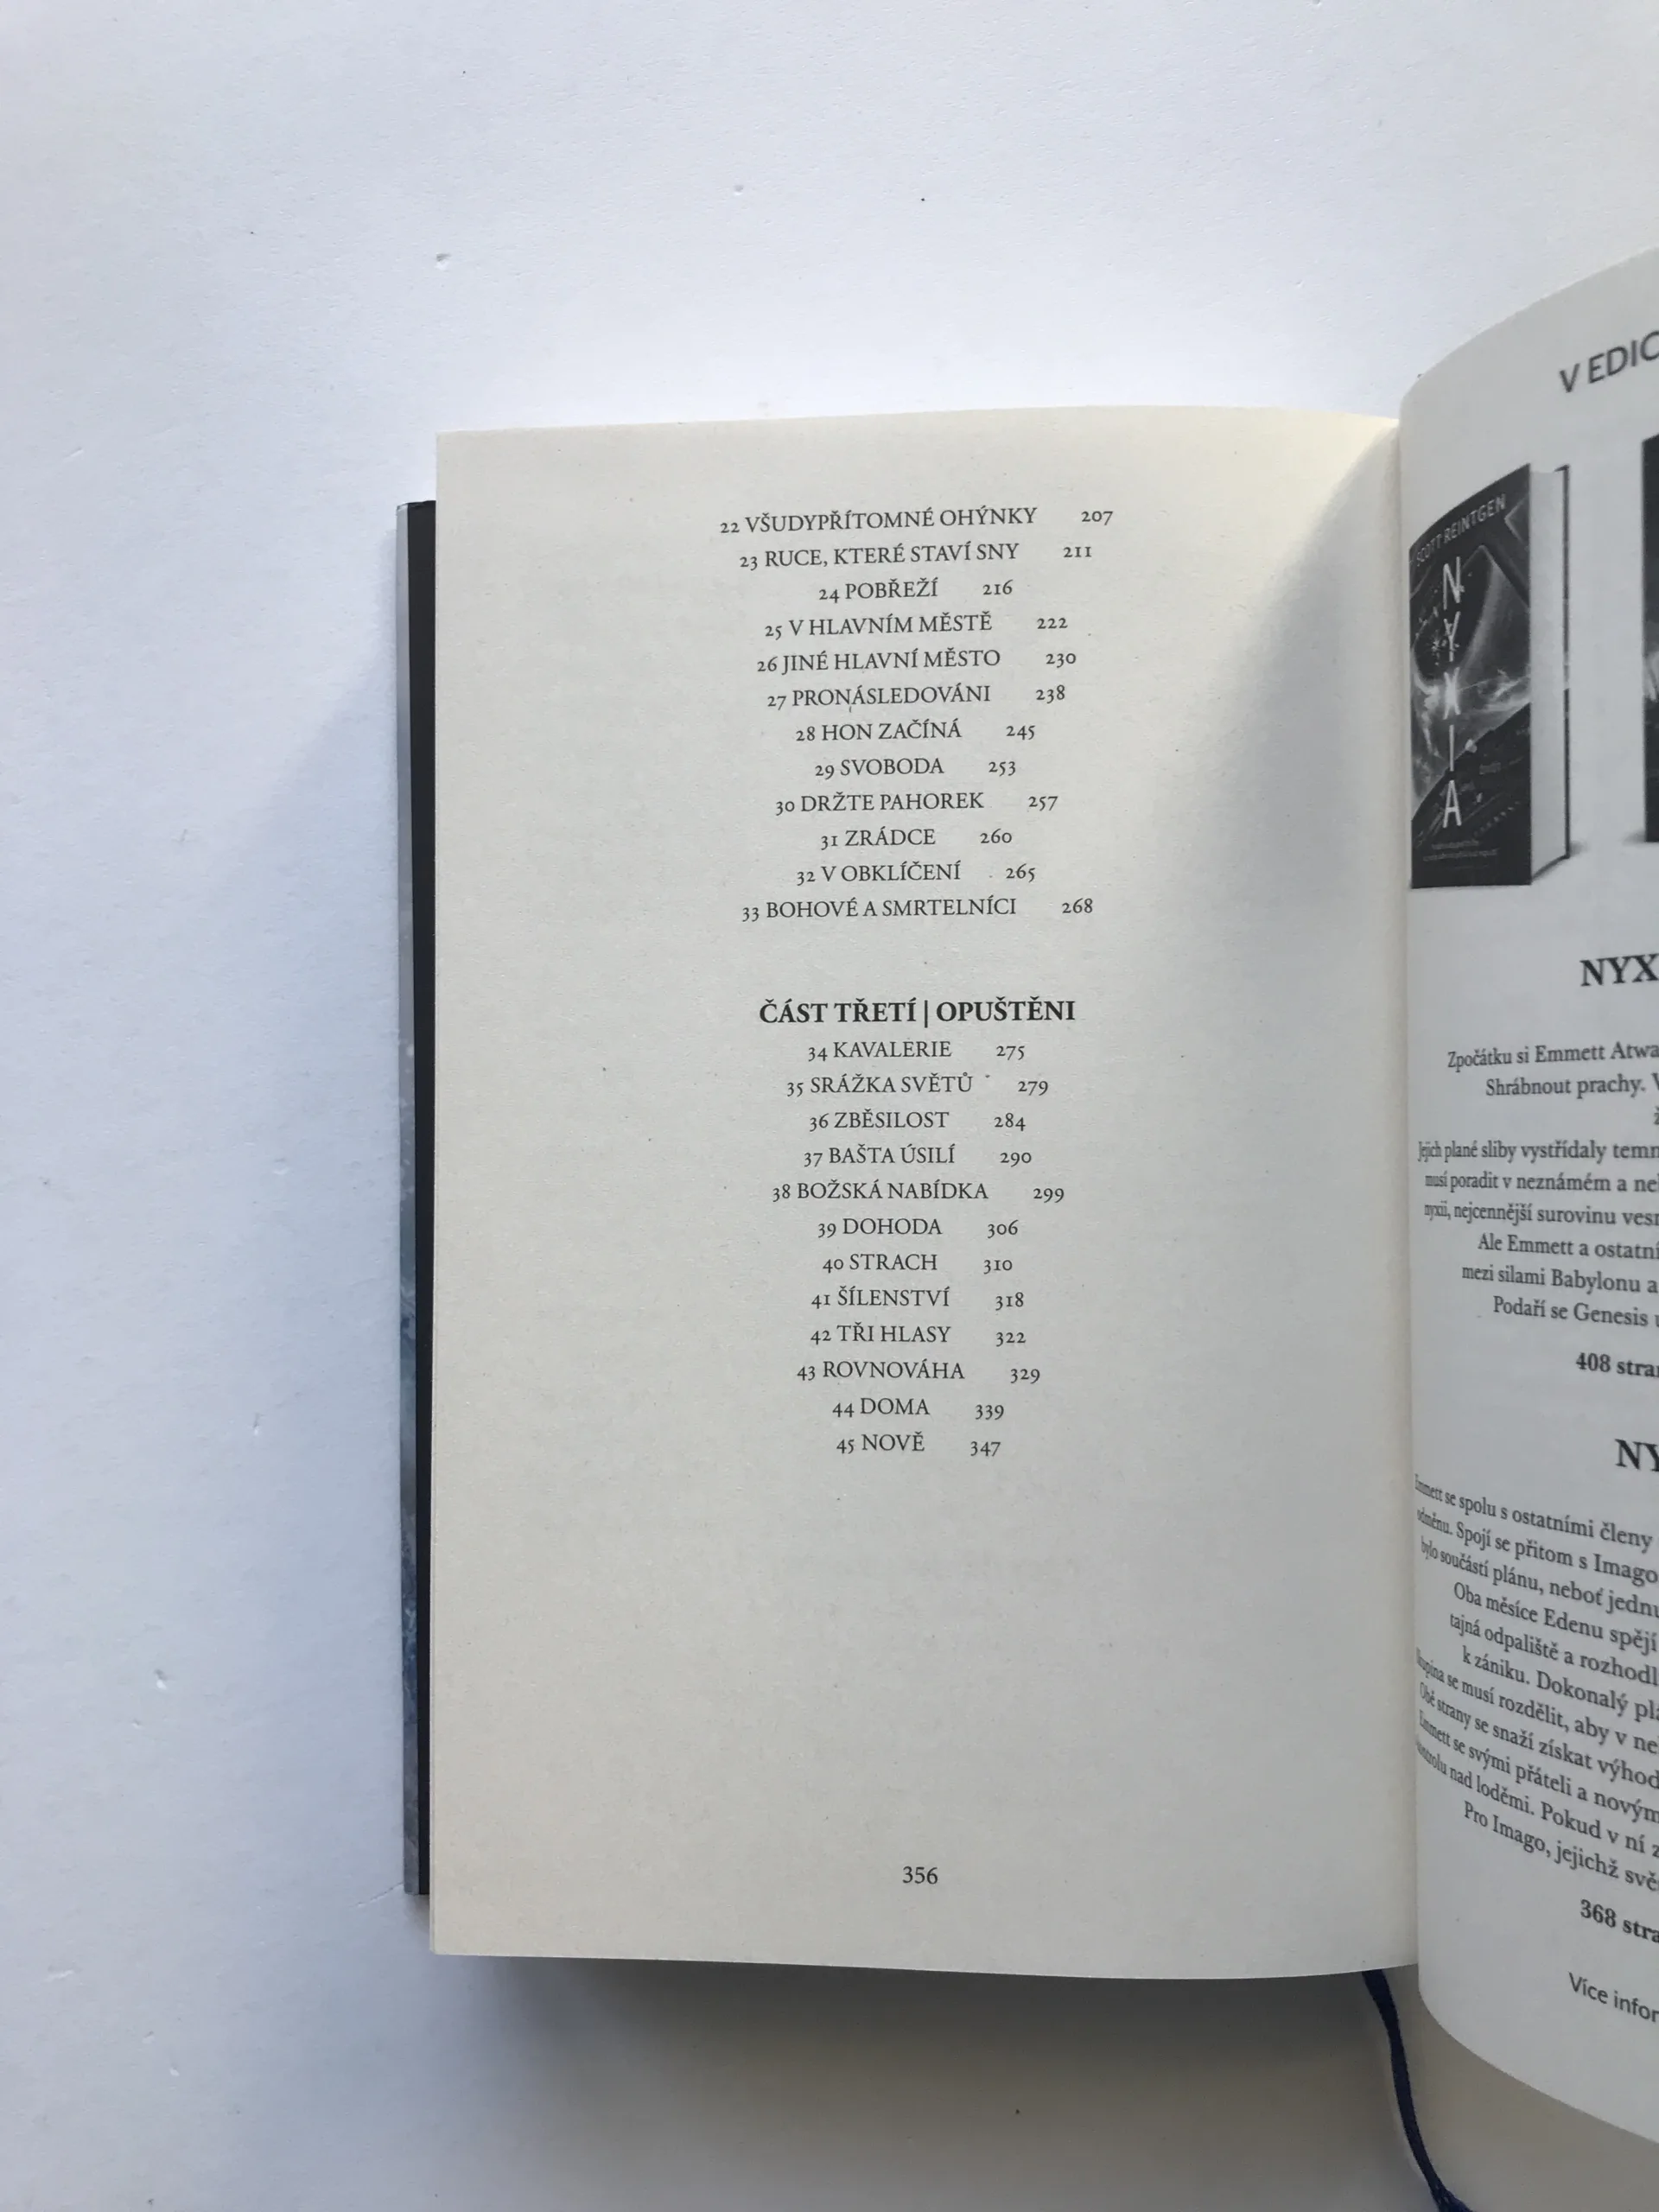 22 VŠUDYPŘÍTOMNÉ OHÝNKY 207
23 RUCE, KTERÉ STAVÍ SNY 211
24 POBŘEŽÍ 216
25 V HLAVNÍM MĚSTĚ 222
26 JINÉ HLAVNÍ MĚSTO 230
27 PRONÁSLEDOVÁNI 238
28 HON ZAČÍNÁ 245
29 SVOBODA 253
30 DRŽTE PAHOREK 257
31 ZRÁDCE 260
32 V OBKLÍČENÍ 265
33 BOHOVÉ A SMRTELNÍCI 268
ČÁST TŘETÍ | OPUŠTĚNI
34 KAVALERIE 275
35 SRÁŽKA SVĚTŮ 279
36 ZBĚSILOST 284
37 BAŠTA ÚSILÍ 290
38 BOŽSKÁ NABÍDKA 299
39 DOHODA 306
40 STRACH 310
41 ŠÍLENSTVÍ 318
42 TŘI HLASY 322
43 ROVNOVÁHA 329
44 DOMA 339
45 NOVĚ 347
356
V EDIC
SCOTT REINTGEN
NYXIA
NYX
Zpočátku si Emmett Atwa
Shrábnout prachy. V
Jejich plané sliby vystřídaly temn
musí poradit v neznámém a ne
nyxii, nejcennější surovinu vesm
Ale Emmett a ostatní
mezi silami Babylonu a
Podaří se Genesis u
408 stra
NY
Emmett se spolu s ostatními členy
odměnu. Spojí se přitom s Imago
bylo součástí plánu, neboť jednu
Oba měsíce Edenu spějí
tajná odpaliště a rozhodl
k zániku. Dokonalý plá
Skupina se musí rozdělit, aby v ne
Obě strany se snaží získat výhod
Emmett se svými přáteli a novým
kontrolu nad loděmi. Pokud v ní z
Pro Imago, jejichž svě
368 stra
Více infor